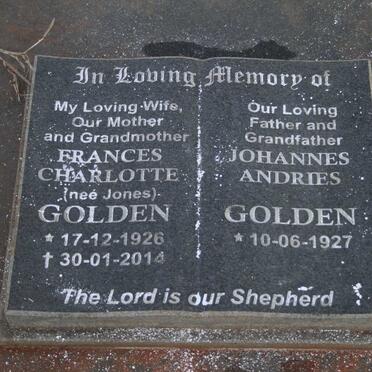 In Loving Memory of
My Loving Wife,
Our Mother
and Grandmother
FRANCES
CHARLOTTE
(neé Jones)
GOLDEN
* 17-12-1926
† 30-01-2014
Our Loving
Father and
Grandfather
JOHANNES
ANDRIES
GOLDEN
* 10-06-1927
The Lord is our Shepherd